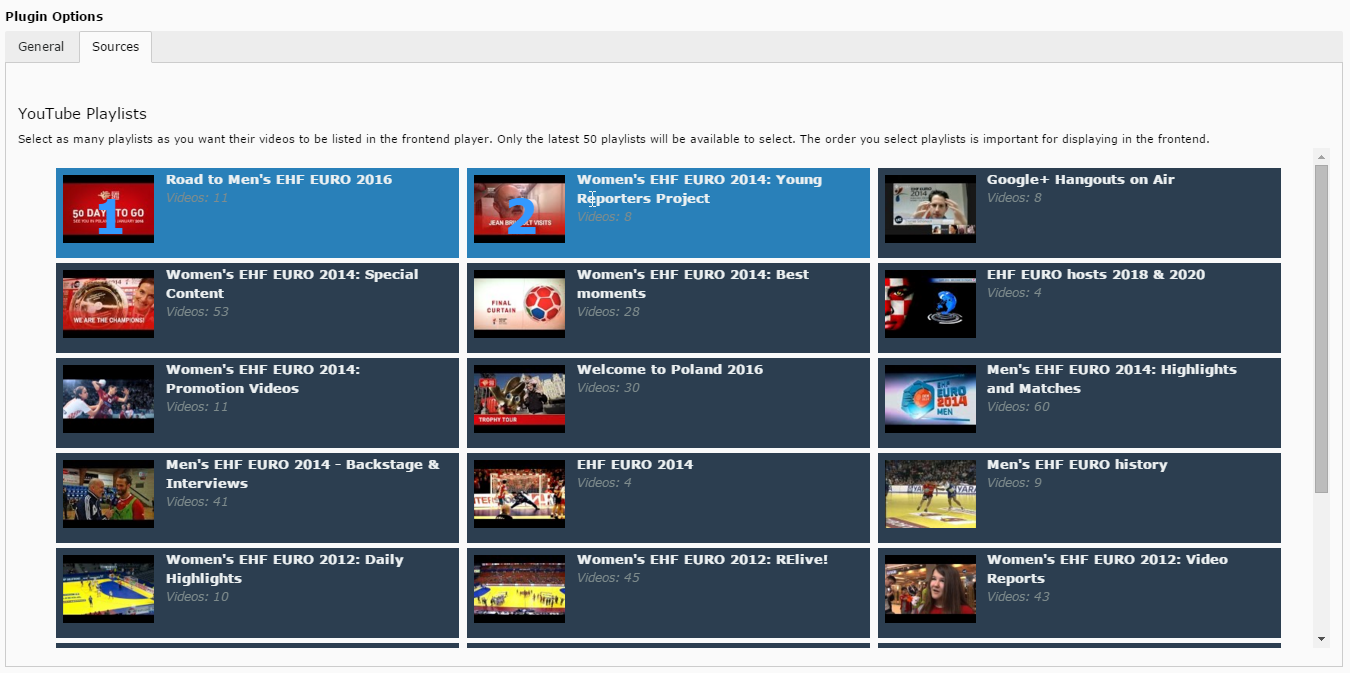 Plugin Options
General
Sources
YouTube Playlists
Select as many playlists as you want their videos to be listed in the frontend player. Only the latest 50 playlists will be available to select. The order you select playlists is important for displaying in the frontend.
50 DAYS TO GO
1
Road to Men's EHF EURO 2016
Videos: 11
2
Women's EHF EURO 2014: Young
Reporters Project
Videos: 8
Google+ Hangouts on Air
Videos: 8
WE ARE THE CHAMPIONS!
Women's EHF EURO 2014: Special
Content
Videos: 53
FINAL
CURTAIN
Women's EHF EURO 2014: Best
moments
Videos: 28
EHF EURO hosts 2018 & 2020
Videos: 4
Women's EHF EURO 2014:
Promotion Videos
Videos: 11
TROPHY TOUR
Welcome to Poland 2016
Videos: 30
EHF
EURO
2014
MEN
Men's EHF EURO 2014: Highlights
and Matches
Videos: 60
Men's EHF EURO 2014 - Backstage &
Interviews
Videos: 41
EHF EURO 2014
Videos: 4
Men's EHF EURO history
Videos: 9
Women's EHF EURO 2012: Daily
Highlights
Videos: 10
Women's EHF EURO 2012: RElive!
Videos: 45
Women's EHF EURO 2012: Video
Reports
Videos: 43